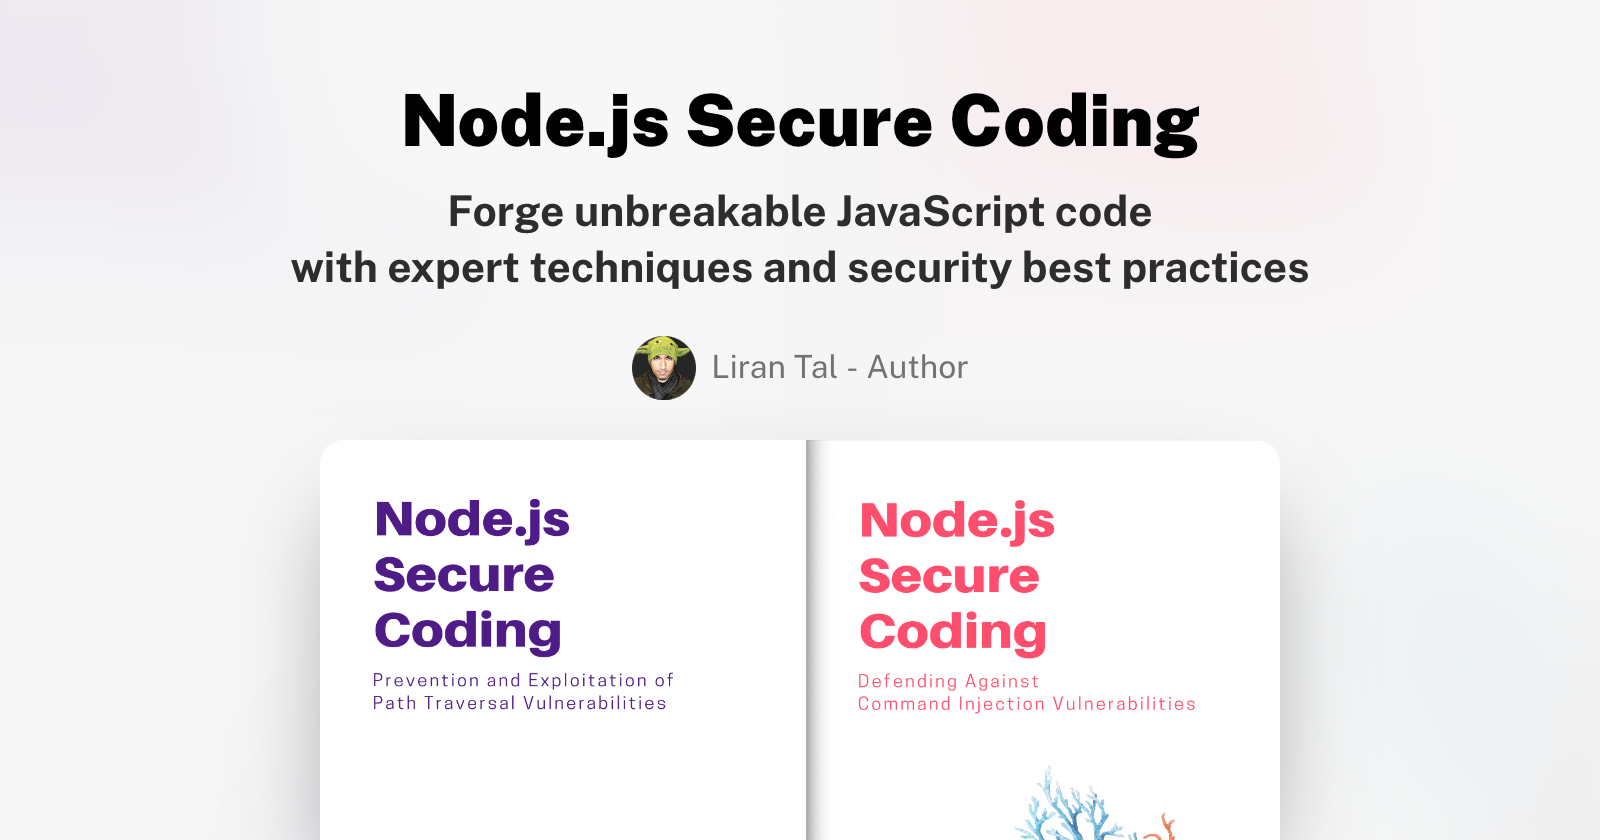 Node.js Secure Coding
Forge unbreakable JavaScript code
with expert techniques and security best practices
Liran Tal - Author
Node.js
Secure
Coding
Prevention and Exploitation of
Path Traversal Vulnerabilities
Node.js
Secure
Coding
Defending Against
Command Injection Vulnerabilities